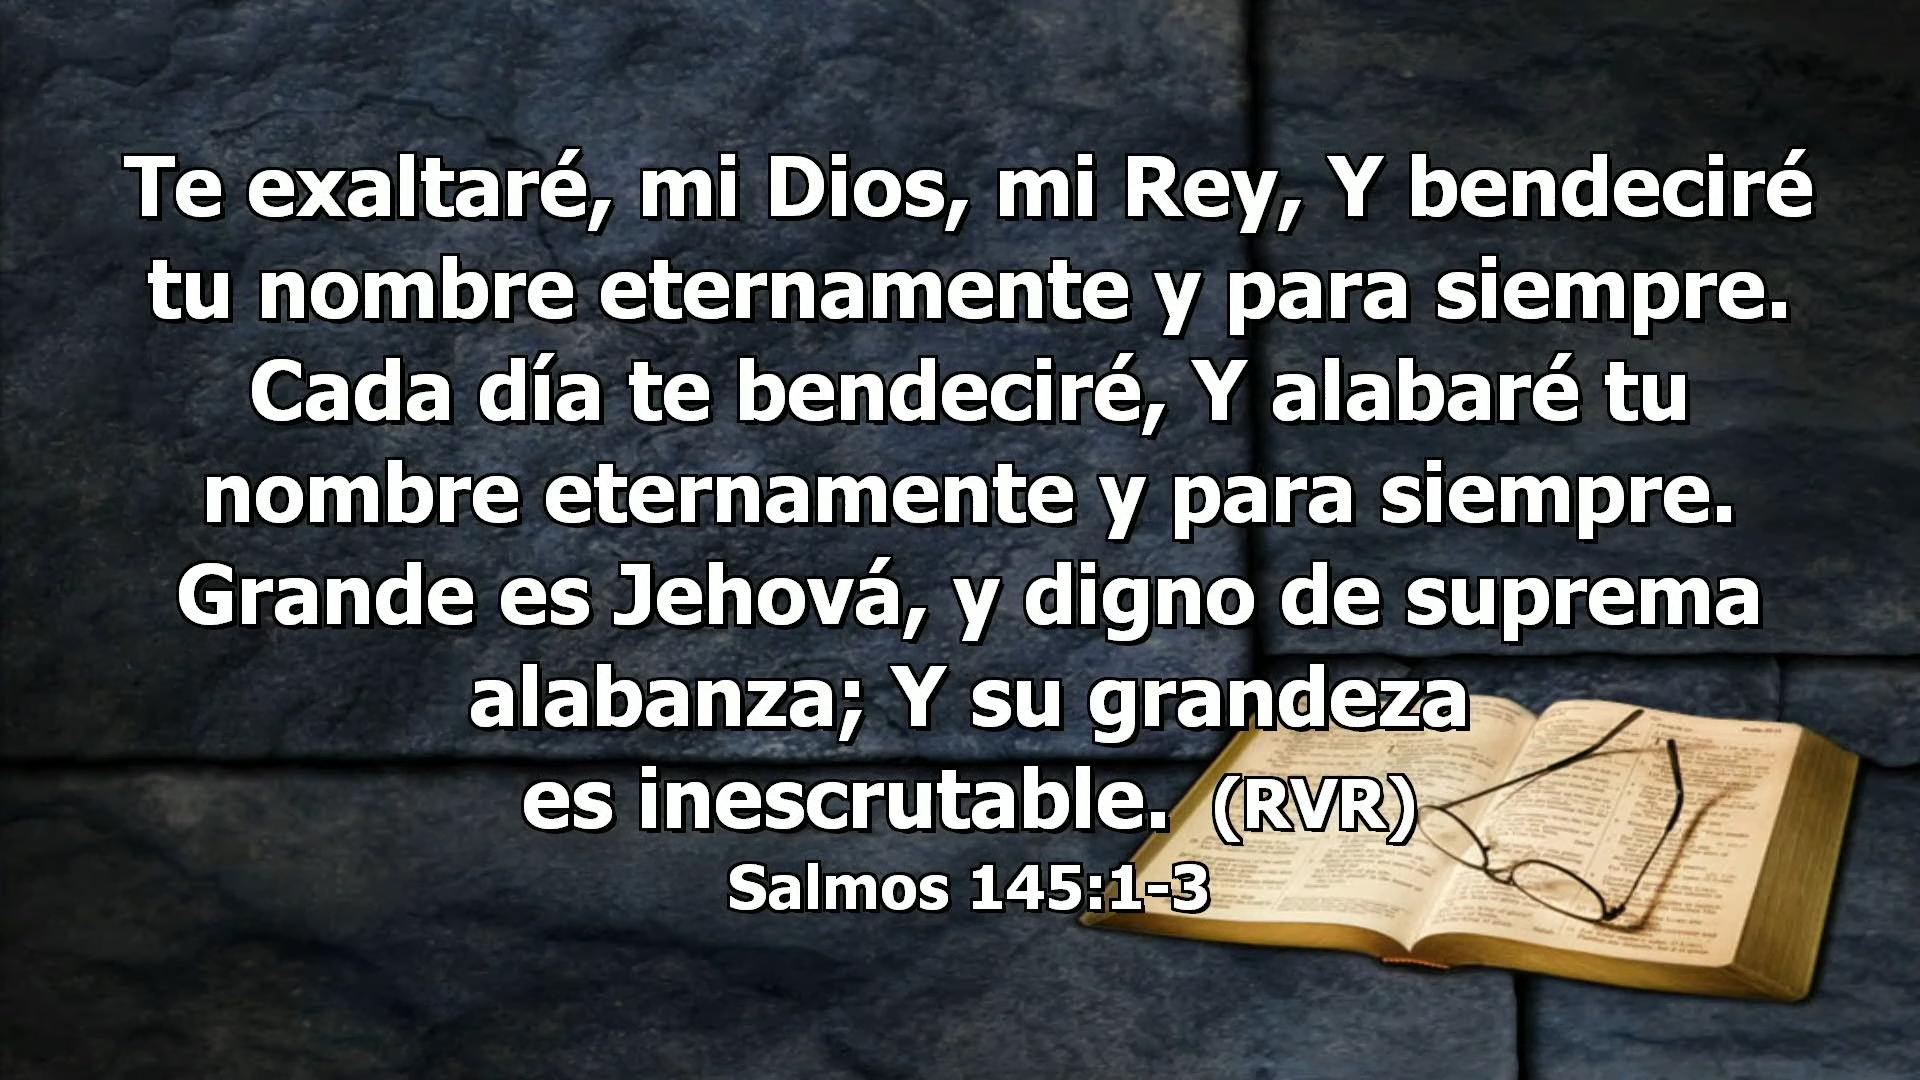 Te exaltaré, mi Dios, mi Rey, Y bendeciré
tu nombre eternamente y para siempre.
Cada día te bendeciré, Y alabaré tu
nombre eternamente y para siempre.
Grande es Jehová, y digno de suprema
alabanza; Y su grandeza
es inescrutable. (RVR)
Salmos 145:1-3